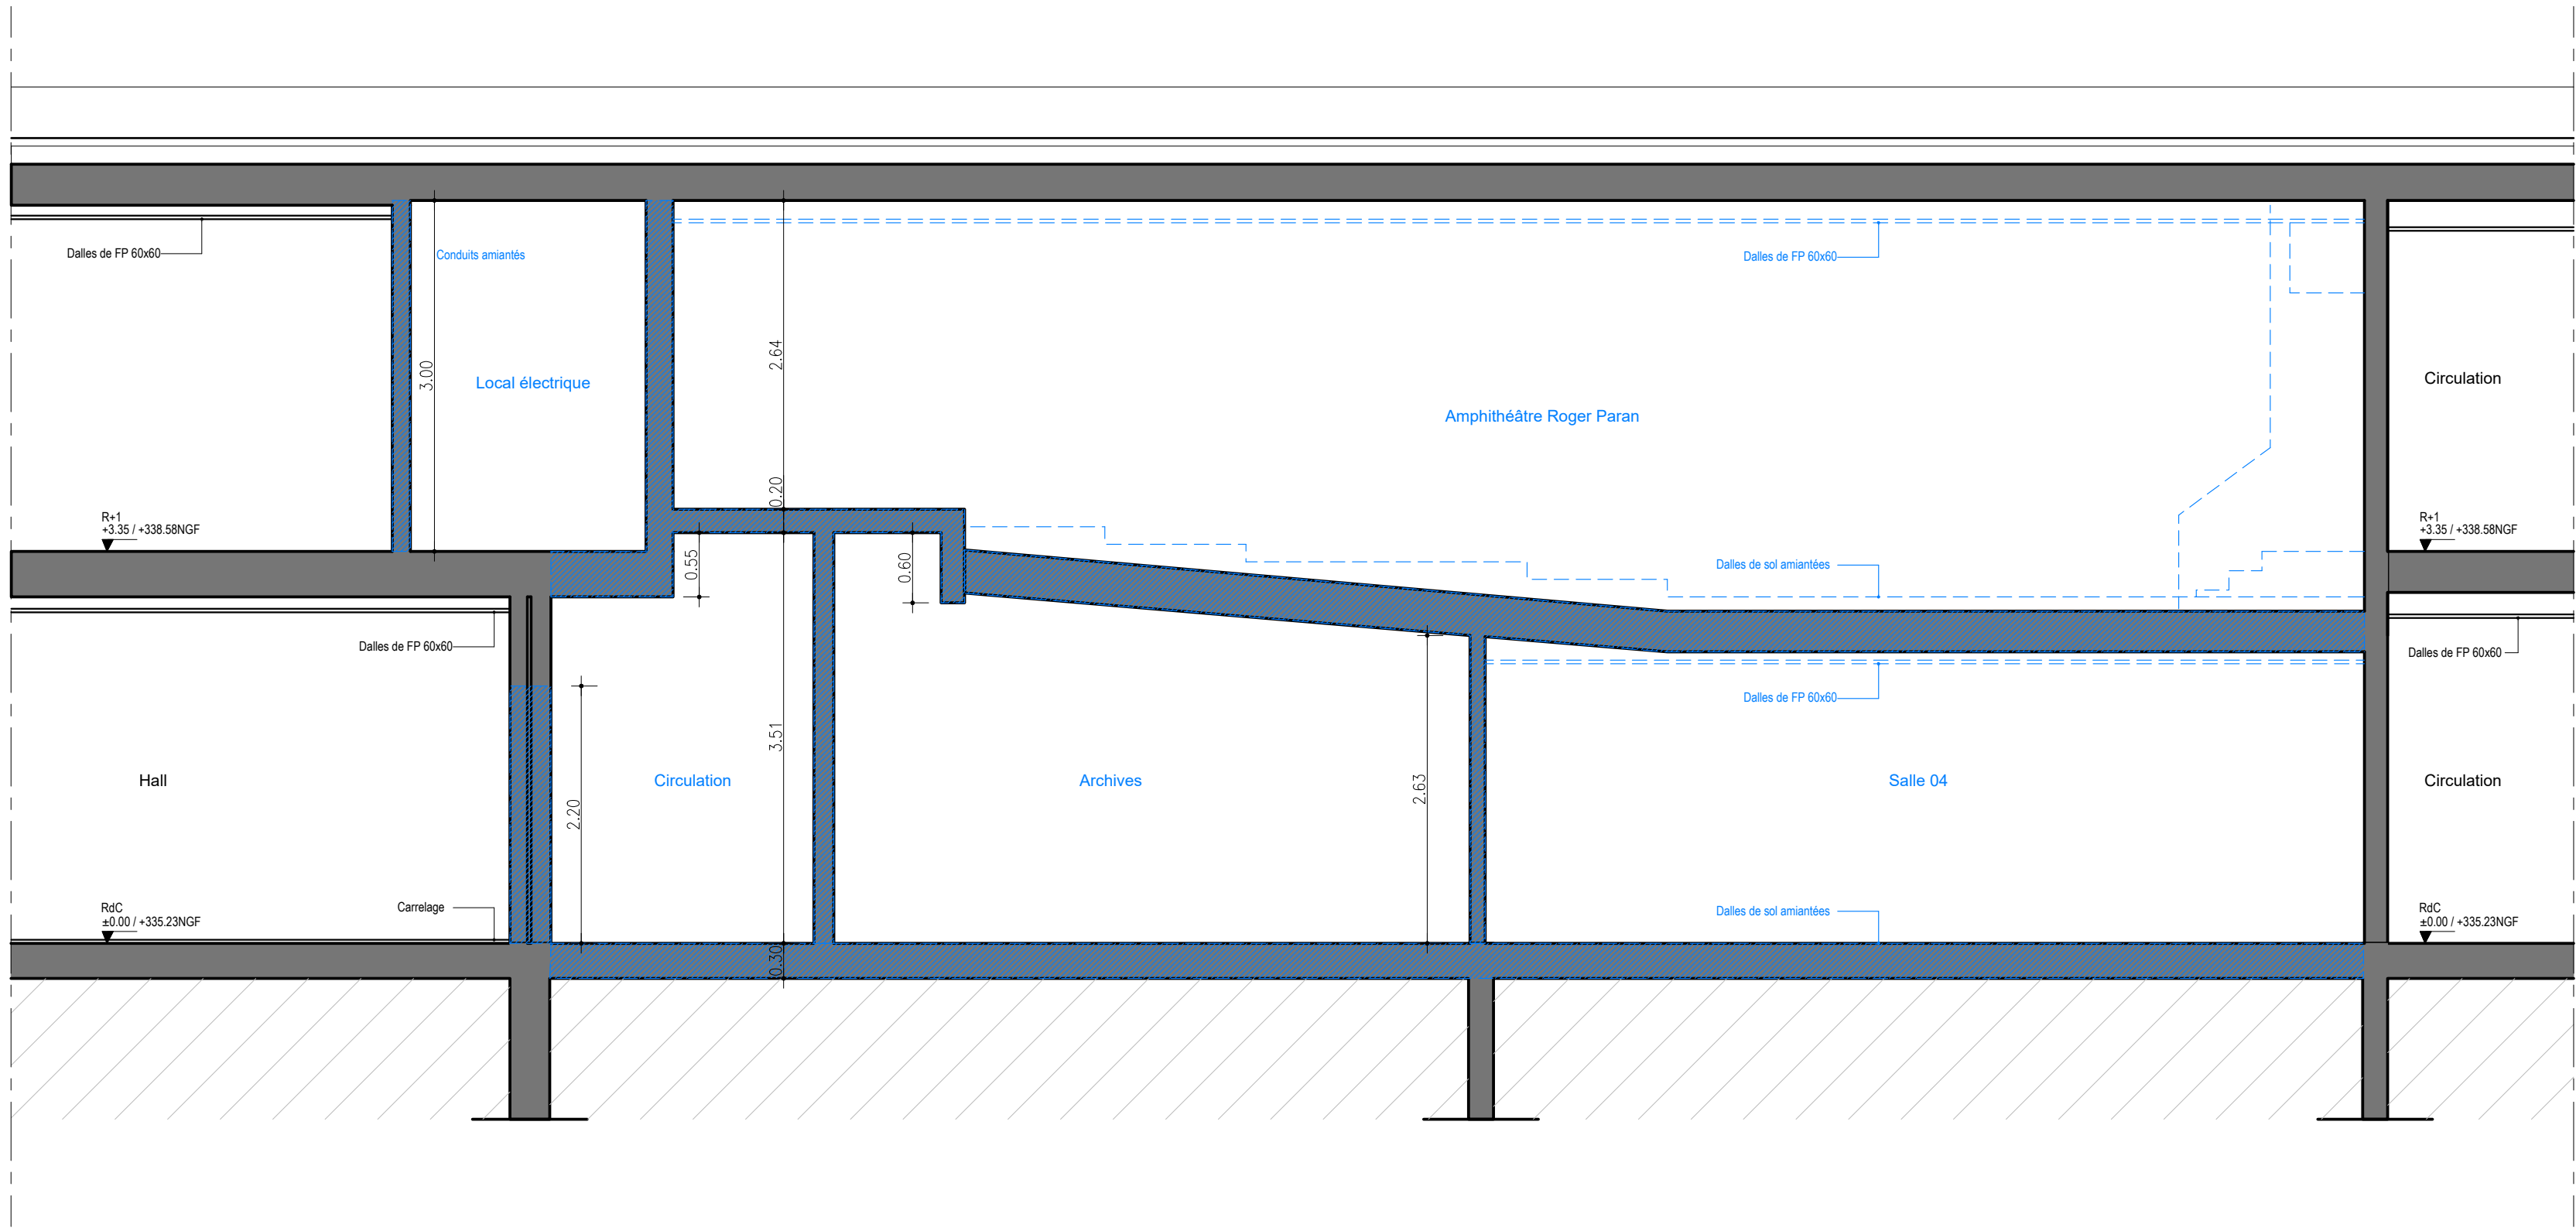 Dalles de FP 60x60
Conduits amiantés
Dalles de FP 60x60
3.00
2.64
Local électrique
Circulation
Amphithéâtre Roger Paran
0.20
R+1
+3.35 / +338.58NGF
R+1
+3.35 / +338.58NGF
0.55
0.60
Dalles de sol amiantées
Dalles de FP 60x60
Dalles de FP 60x60
Dalles de FP 60x60
3.51
Hall
Circulation
Archives
2.63
Salle 04
Circulation
2.20
RdC
±0.00 / +335.23NGF
Carrelage
Dalles de sol amiantées
RdC
±0.00 / +335.23NGF
0.30